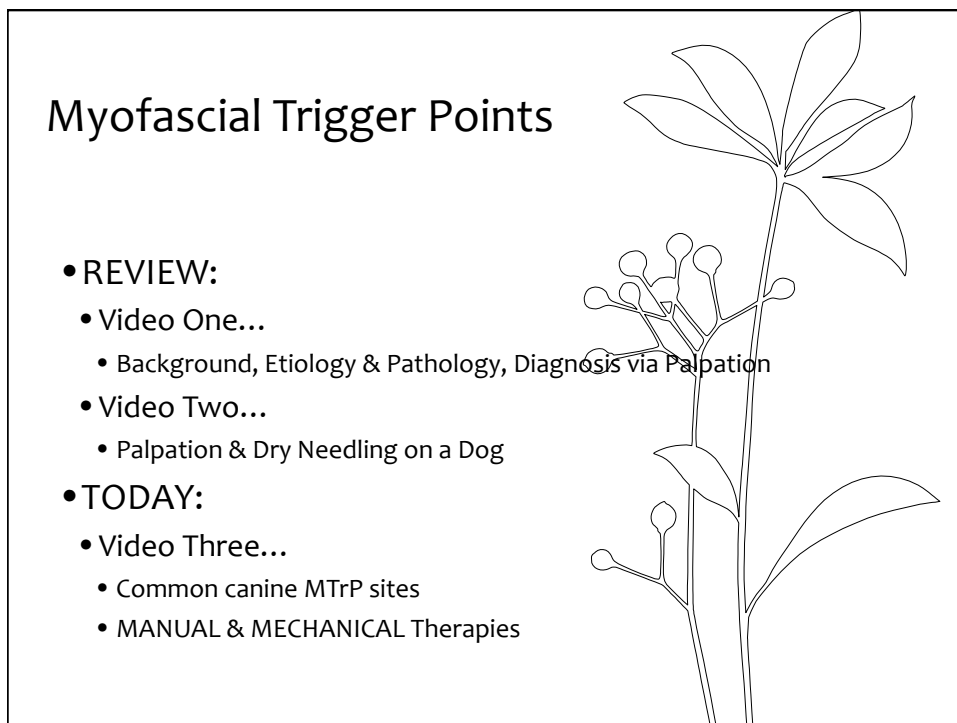 Myofascial Trigger Points
•REVIEW:
•Video One…
•Background, Etiology & Pathology, Diagnosis via Palpation
•Video Two…
•Palpation & Dry Needling on a Dog
•TODAY:
•Video Three…
•Common canine MTrP sites
•MANUAL & MECHANICAL Therapies